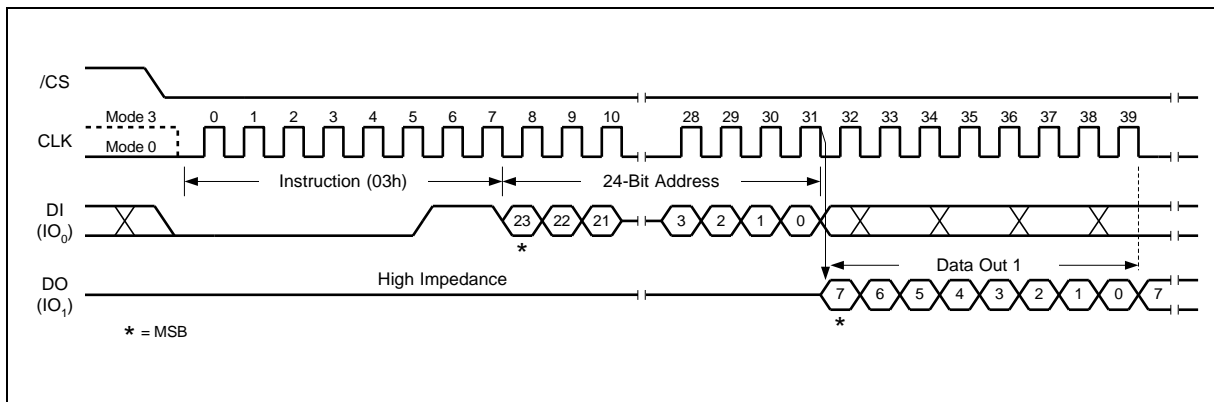 /CS
Mode 3 0 1 2 3 4 5 6 7 8 9 10 28 29 30 31 32 33 34 35 36 37 38 39
CLK
Mode 0
Instruction (03h) 24-Bit Address
DI
(IO0)
23 22 21 3 2 1 0
*
High Impedance Data Out 1
DO
(IO1)
7 6 5 4 3 2 1 0 7
*
* = MSB